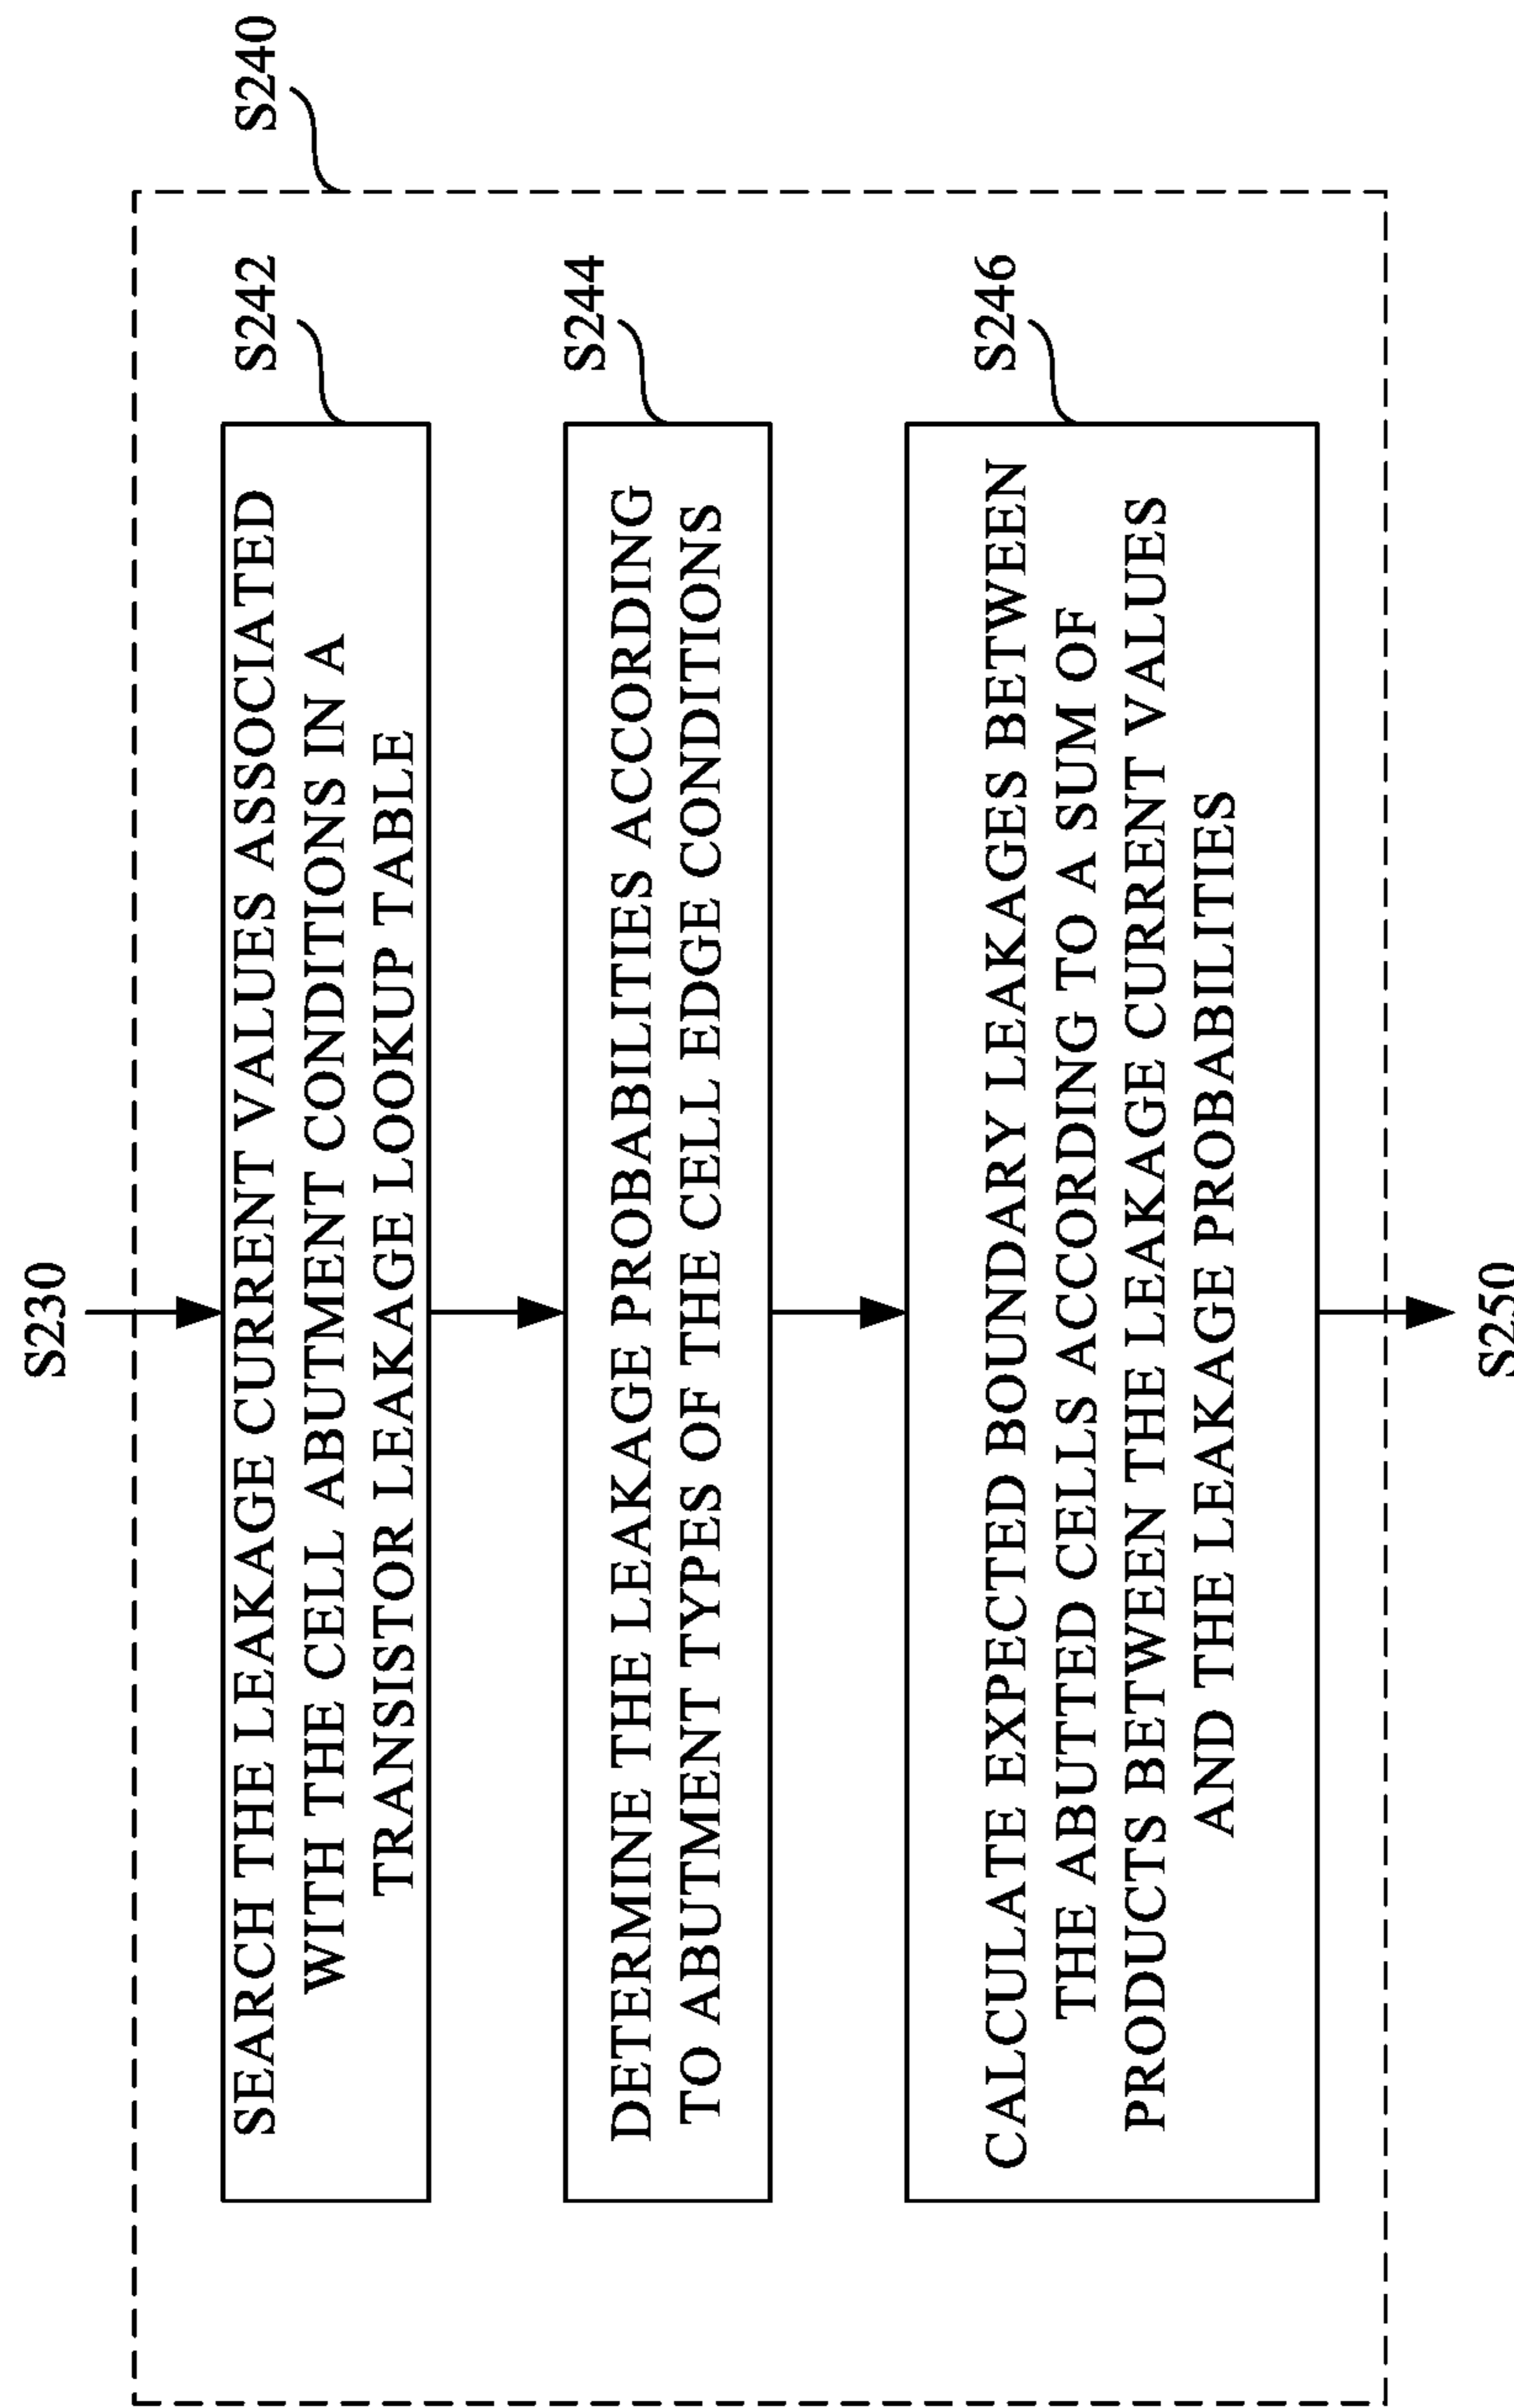 S230
S240
S242
SEARCH THE LEAKAGE CURRENT VALUES ASSOCIATED
WITH THE CELL ABUTMENT CONDITIONS IN A
TRANSISTOR LEAKAGE LOOKUP TABLE
S244
DETERMINE THE LEAKAGE PROBABILITIES ACCORDING
TO ABUTMENT TYPES OF THE CELL EDGE CONDITIONS
S246
CALCULATE EXPECTED BOUNDARY LEAKAGES BETWEEN
THE ABUTTED CELLS ACCORDING TO A SUM OF
PRODUCTS BETWEEN THE LEAKAGE CURRENT VALUES
AND THE LEAKAGE PROBABILITIES
S250